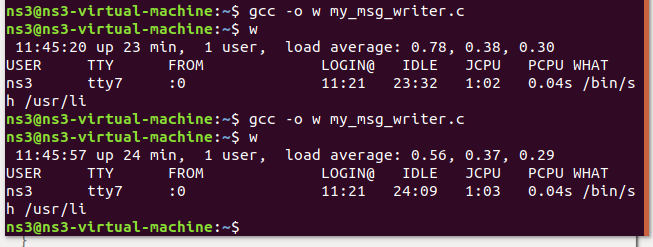 ns3@ns3-virtual-machine:~$ gcc -o w my_msg_writer.c
ns3@ns3-virtual-machine:~$ w
 11:45:20 up 23 min,  1 user,  load average: 0.78, 0.38, 0.30
USER     TTY      FROM             LOGIN@   IDLE   JCPU   PCPU WHAT
ns3      tty7     :0               11:21   23:32   1:02   0.04s /bin/s
h /usr/li
ns3@ns3-virtual-machine:~$ gcc -o w my_msg_writer.c
ns3@ns3-virtual-machine:~$ w
 11:45:57 up 24 min,  1 user,  load average: 0.56, 0.37, 0.29
USER     TTY      FROM             LOGIN@   IDLE   JCPU   PCPU WHAT
ns3      tty7     :0               11:21   24:09   1:03   0.04s /bin/s
h /usr/li
ns3@ns3-virtual-machine:~$
}